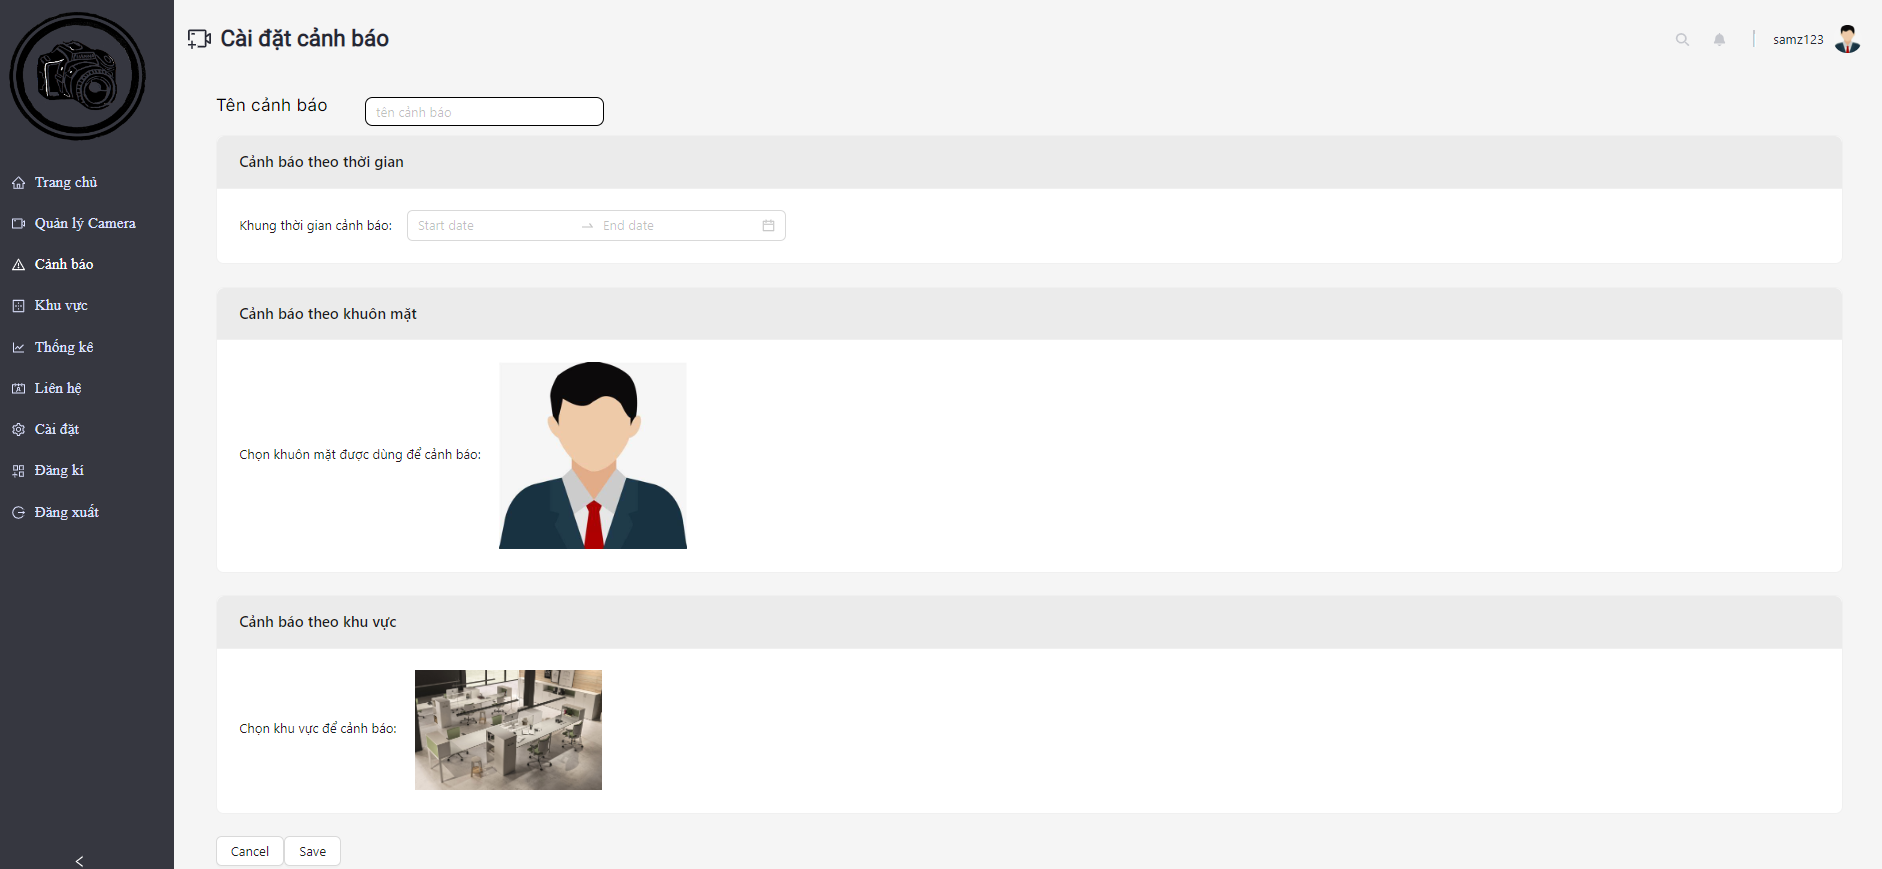 Cài đặt cảnh báo
samz123
Trang chủ
Quản lý Camera
Cảnh báo
Khu vực
Thống kê
Liên hệ
Cài đặt
Đăng kí
Đăng xuất
Tên cảnh báo
tên cảnh báo
Cảnh báo theo thời gian
Khung thời gian cảnh báo:
Start date
End date
Cảnh báo theo khuôn mặt
Chọn khuôn mặt được dùng để cảnh báo:
Cảnh báo theo khu vực
Chọn khu vực để cảnh báo:
Cancel
Save